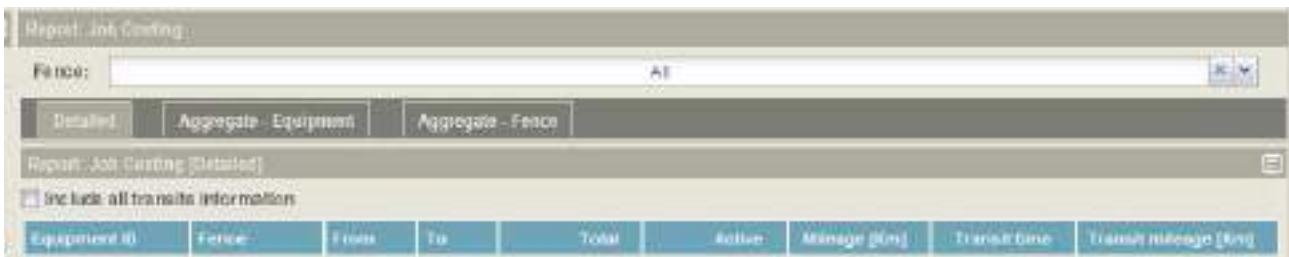 Report: Job Costing
Fence: All
Detailed Aggregate - Equipment Aggregate - Fence
Report: Job Costing [Detailed]
Include all transits information
Equipment ID Fence From To Total Active Mileage [Km] Transit time Transit mileage [Km]